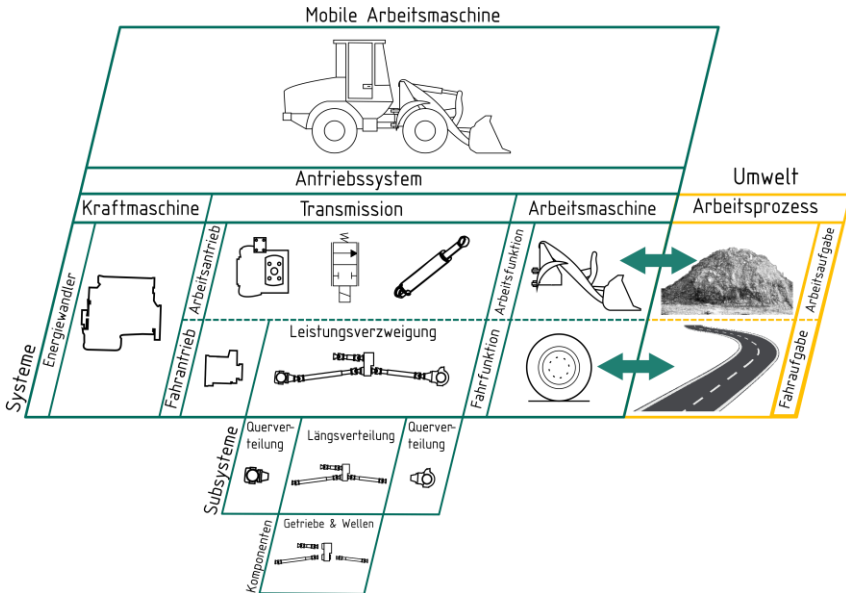 Mobile Arbeitsmaschine
Antriebssystem
Umwelt
Kraftmaschine
Transmission
Arbeitsmaschine
Arbeitsprozess
Systeme
Energiewandler
Arbeitsantrieb
Arbeitsfunktion
Arbeitsaufgabe
Fahrantrieb
Leistungsverzweigung
Fahrfunktion
Fahraufgabe
Subsysteme
Querver-
teilung
Längsverteilung
Querver-
teilung
Komponenten
Getriebe & Wellen